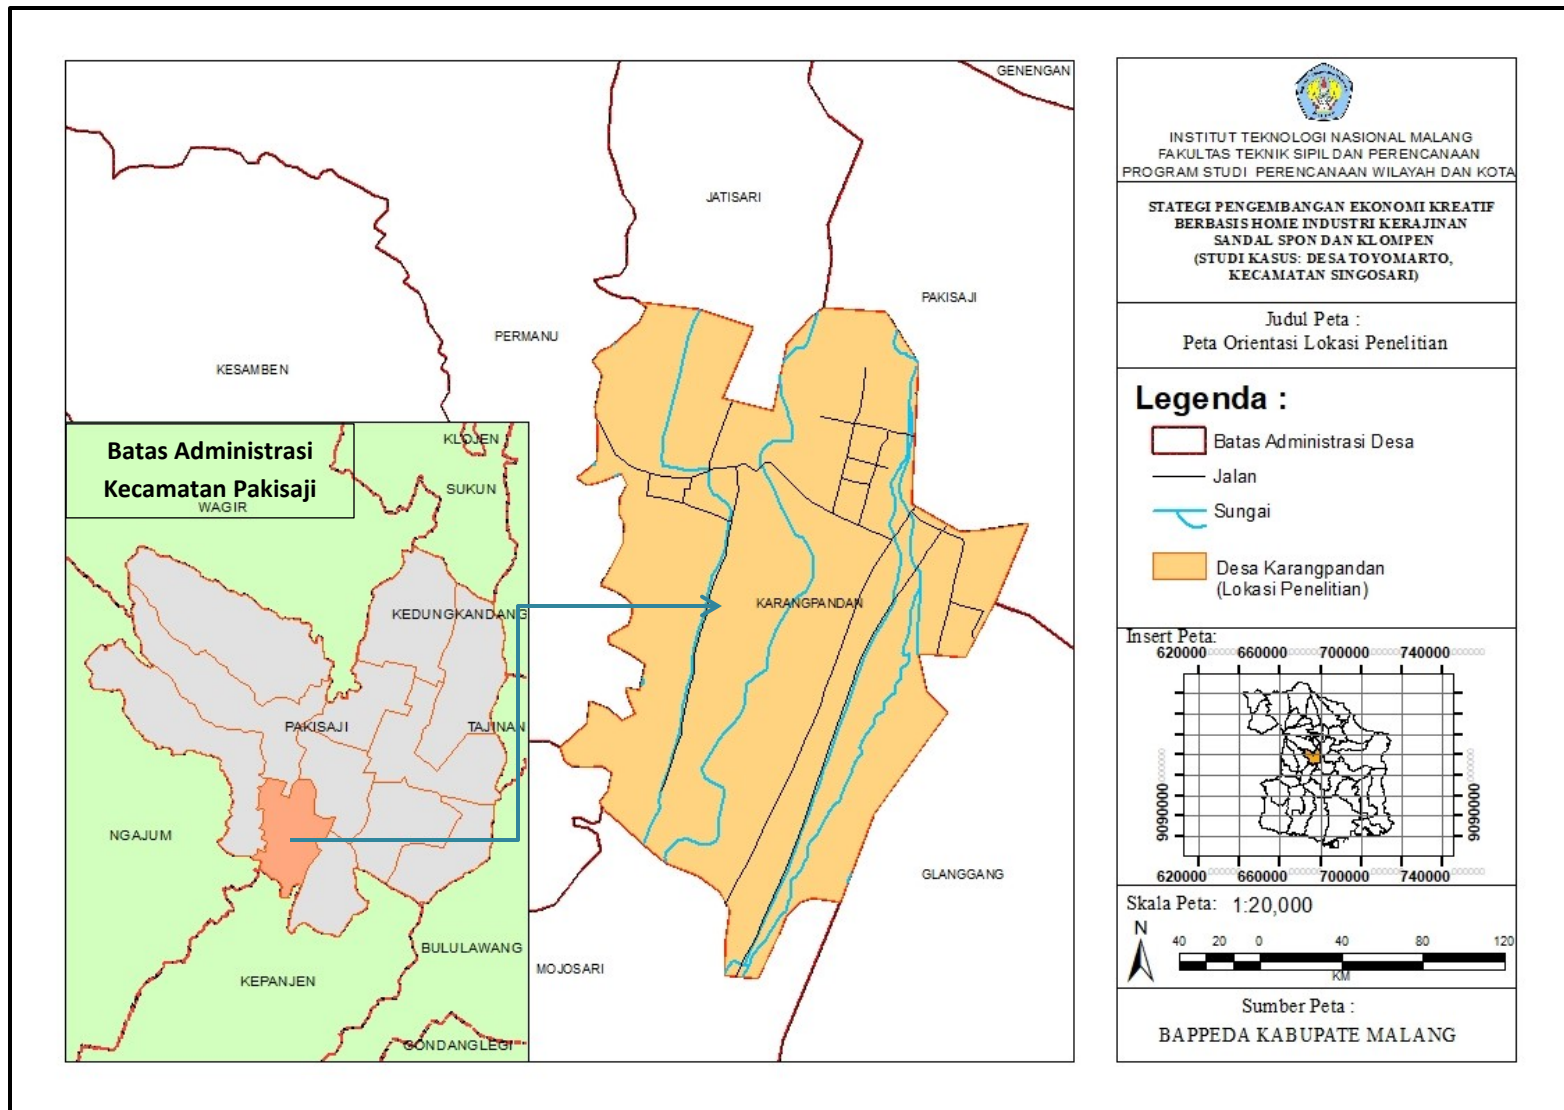 GENENGAN
JATISARI
PAKISAJI
PERMANU
KESAMBEN
KARANGPANDAN
GLANGGANG
MOJOSARI
Batas Administrasi
Kecamatan Pakisaji
KLOJEN
SUKUN
WAGIR
KEDUNGKANDANG
PAKISAJI
TAJINAN
NGAJUM
BULULAWANG
KEPANJEN
GONDANGLEGI
INSTITUT TEKNOLOGI NASIONAL MALANG
FAKULTAS TEKNIK SIPIL DAN PERENCANAAN
PROGRAM STUDI PERENCANAAN WILAYAH DAN KOTA
STATEGI PENGEMBANGAN EKONOMI KREATIF
BERBASIS HOME INDUSTRI KERAJINAN
SANDAL SPON DAN KLOMPEN
(STUDI KASUS: DESA TOYOMARTO,
KECAMATAN SINGOSARI)
Judul Peta :
Peta Orientasi Lokasi Penelitian
Legenda :
Batas Administrasi Desa
Jalan
Sungai
Desa Karangpandan
(Lokasi Penelitian)
Insert Peta:
620000 660000 700000 740000
9090000 9090000
620000 660000 700000 740000
Skala Peta: 1:20,000
N
40 20 0 40 80 120
KM
Sumber Peta :
BAPPEDA KABUPATE MALANG